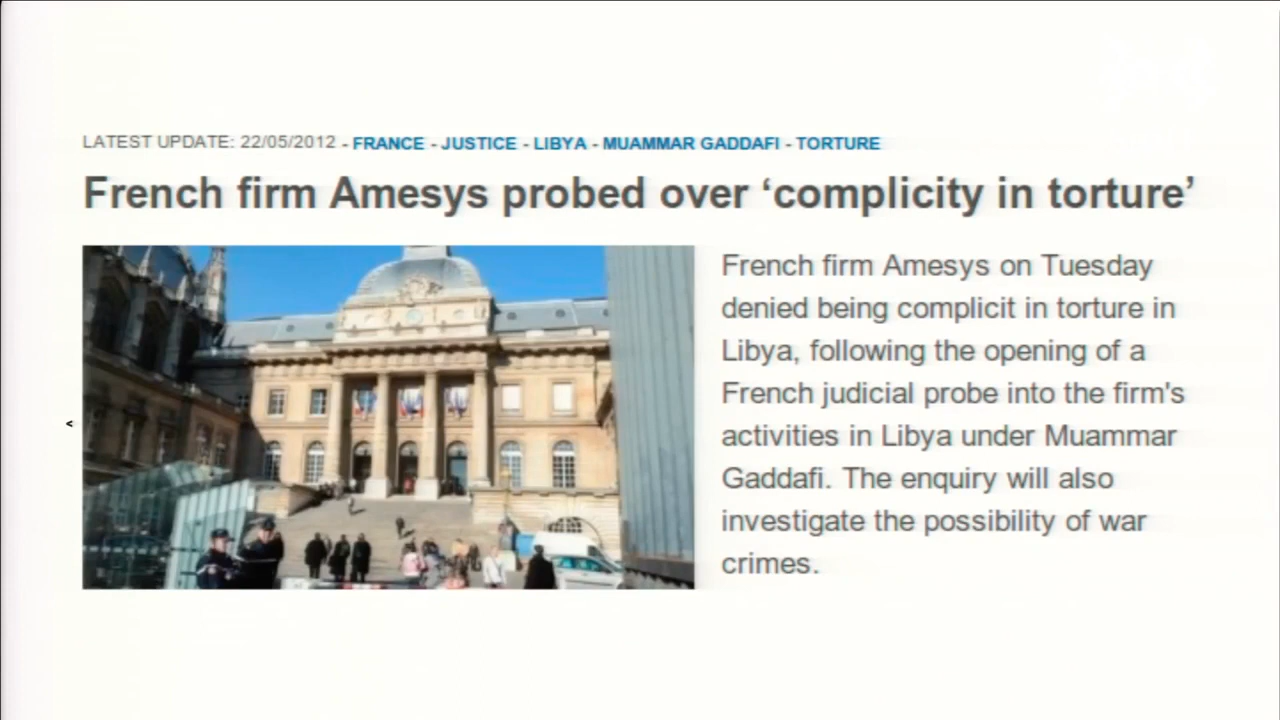 LATEST UPDATE: 22/05/2012 - FRANCE - JUSTICE - LIBYA - MUAMMAR GADDAFI - TORTURE
French firm Amesys probed over ‘complicity in torture’
French firm Amesys on Tuesday
denied being complicit in torture in
Libya, following the opening of a
French judicial probe into the firm's
activities in Libya under Muammar
Gaddafi. The enquiry will also
investigate the possibility of war
crimes.